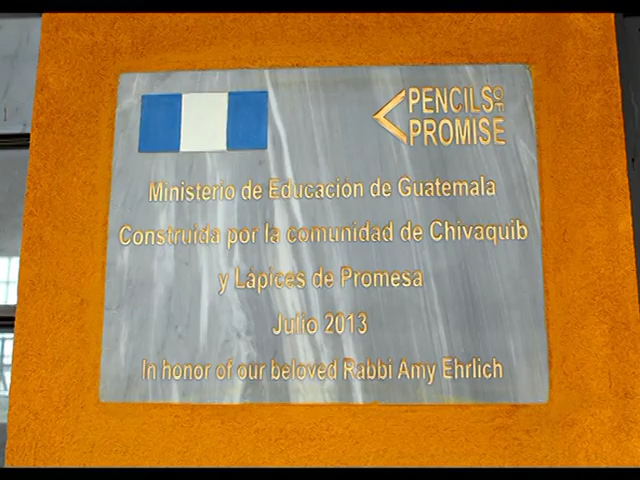 PENCILS OF
PROMISE
Ministerio de Educación de Guatemala
Construida por la comunidad de Chivaquib
y Lápices de Promesa
Julio 2013
In honor of our beloved Rabbi Amy Ehrlich